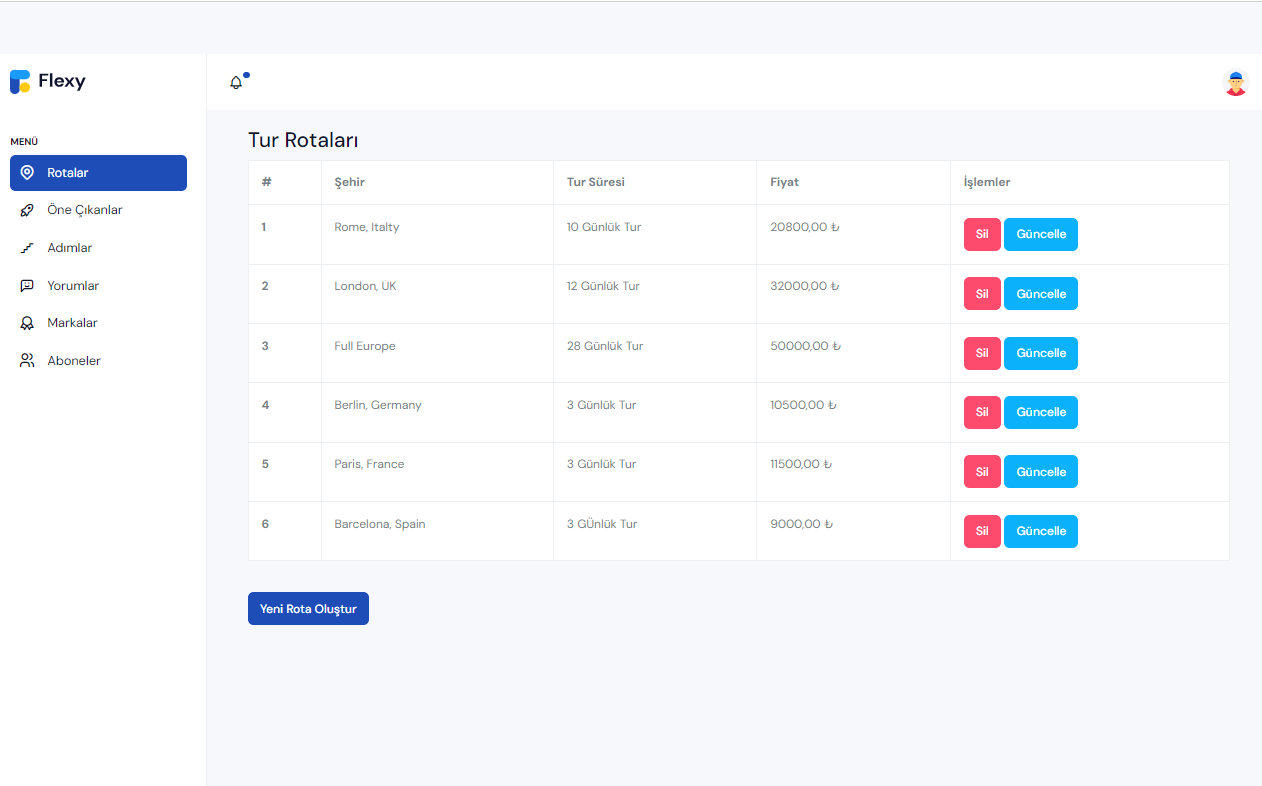 Flexy
MENÜ
Rotalar
Öne Çıkanlar
Adımlar
Yorumlar
Markalar
Aboneler
Tur Rotaları
# Şehir Tur Süresi Fiyat İşlemler
1 Rome, Italty 10 Günlük Tur 20800,00 ₺ Sil Güncelle
2 London, UK 12 Günlük Tur 32000,00 ₺ Sil Güncelle
3 Full Europe 28 Günlük Tur 50000,00 ₺ Sil Güncelle
4 Berlin, Germany 3 Günlük Tur 10500,00 ₺ Sil Güncelle
5 Paris, France 3 Günlük Tur 11500,00 ₺ Sil Güncelle
6 Barcelona, Spain 3 GÜnlük Tur 9000,00 ₺ Sil Güncelle
Yeni Rota Oluştur